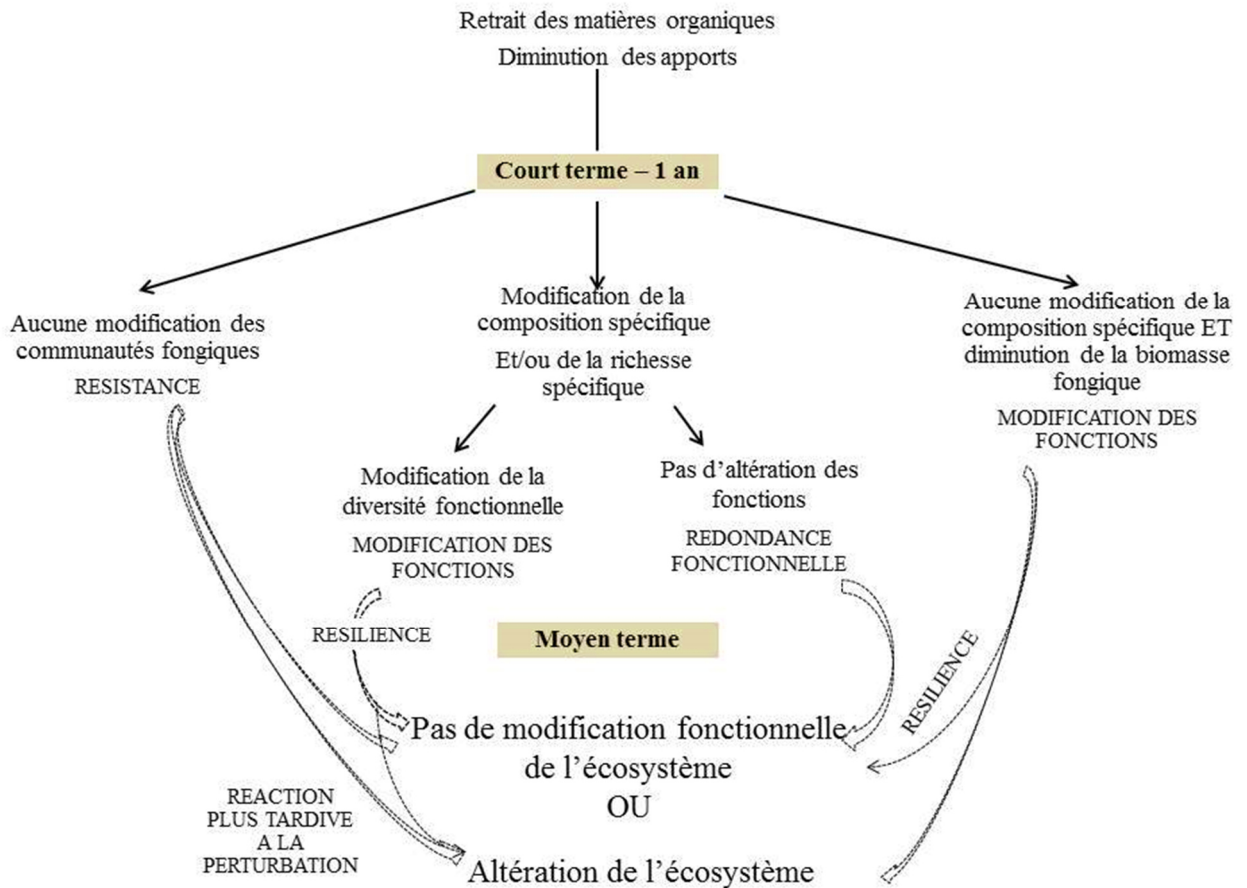 Retrait des matières organiques
Diminution des apports
Court terme – 1 an
Aucune modification des
communautés fongiques
RESISTANCE
Modification de la
composition spécifique
Et/ou de la richesse
spécifique
Aucune modification de la
composition spécifique ET
diminution de la biomasse
fongique
MODIFICATION DES
FONCTIONS
Modification de la
diversité fonctionnelle
MODIFICATION DES
FONCTIONS
Pas d'altération des
fonctions
REDONDANCE
FONCTIONNELLE
RESILIENCE
Moyen terme
RESILIENCE
Pas de modification fonctionnelle
de l'écosystème
OU
REACTION
PLUS TARDIVE
A LA
PERTURBATION
Altération de l'écosystème